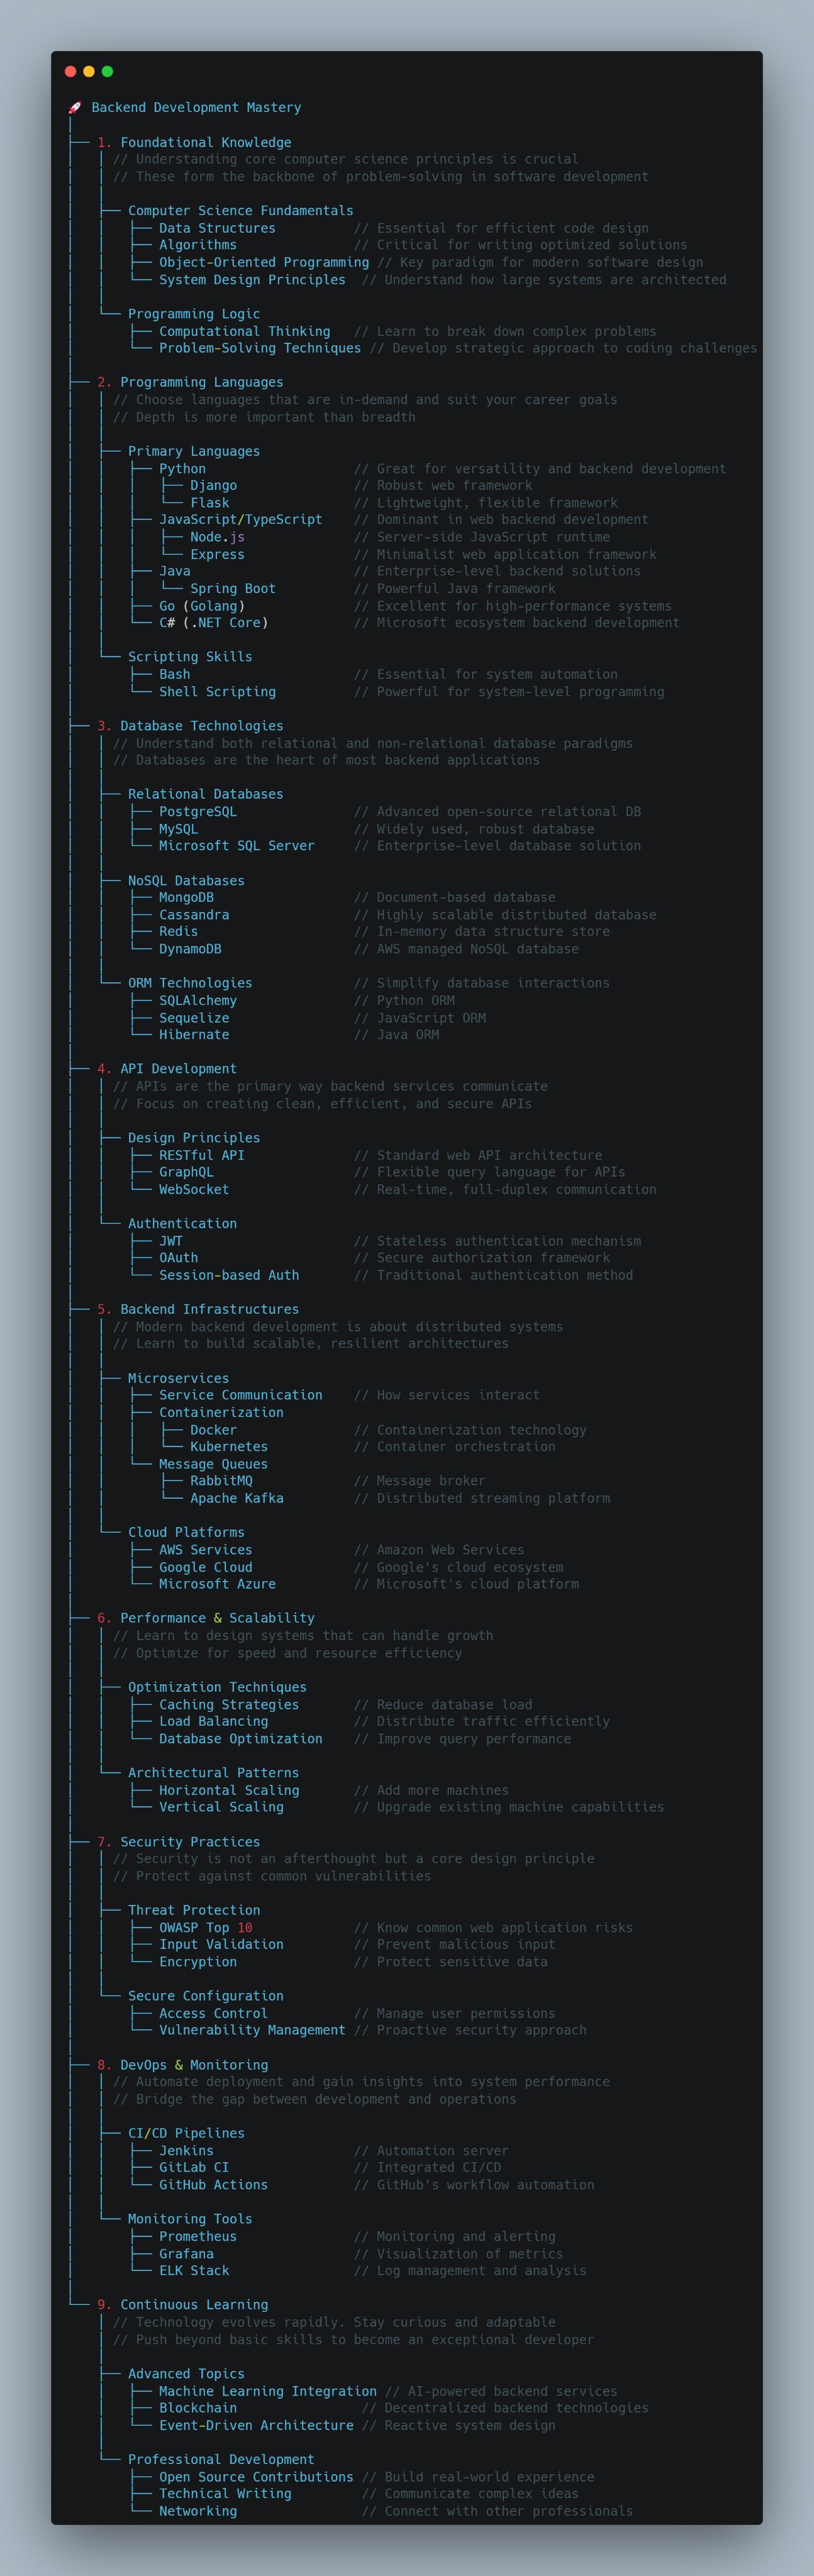 🚀 Backend Development Mastery
│
├── 1. Foundational Knowledge
│   │ // Understanding core computer science principles is crucial
│   │ // These form the backbone of problem-solving in software development
│   │
│   ├── Computer Science Fundamentals
│   │   ├── Data Structures          // Essential for efficient code design
│   │   ├── Algorithms               // Critical for writing optimized solutions
│   │   ├── Object-Oriented Programming // Key paradigm for modern software design
│   │   └── System Design Principles  // Understand how large systems are architected
│   │
│   └── Programming Logic
│       ├── Computational Thinking   // Learn to break down complex problems
│       └── Problem-Solving Techniques // Develop strategic approach to coding challenges
│
├── 2. Programming Languages
│   │ // Choose languages that are in-demand and suit your career goals
│   │ // Depth is more important than breadth
│   │
│   ├── Primary Languages
│   │   ├── Python                   // Great for versatility and backend development
│   │   │   ├── Django               // Robust web framework
│   │   │   └── Flask                // Lightweight, flexible framework
│   │   ├── JavaScript/TypeScript    // Dominant in web backend development
│   │   │   ├── Node.js              // Server-side JavaScript runtime
│   │   │   └── Express              // Minimalist web application framework
│   │   ├── Java                     // Enterprise-level backend solutions
│   │   │   └── Spring Boot          // Powerful Java framework
│   │   ├── Go (Golang)              // Excellent for high-performance systems
│   │   └── C# (.NET Core)           // Microsoft ecosystem backend development
│   │
│   └── Scripting Skills
│       ├── Bash                     // Essential for system automation
│       └── Shell Scripting          // Powerful for system-level programming
│
├── 3. Database Technologies
│   │ // Understand both relational and non-relational database paradigms
│   │ // Databases are the heart of most backend applications
│   │
│   ├── Relational Databases
│   │   ├── PostgreSQL               // Advanced open-source relational DB
│   │   ├── MySQL                    // Widely used, robust database
│   │   └── Microsoft SQL Server     // Enterprise-level database solution
│   │
│   ├── NoSQL Databases
│   │   ├── MongoDB                  // Document-based database
│   │   ├── Cassandra                // Highly scalable distributed database
│   │   ├── Redis                    // In-memory data structure store
│   │   └── DynamoDB                 // AWS managed NoSQL database
│   │
│   └── ORM Technologies             // Simplify database interactions
│       ├── SQLAlchemy               // Python ORM
│       ├── Sequelize                // JavaScript ORM
│       └── Hibernate                // Java ORM
│
├── 4. API Development
│   │ // APIs are the primary way backend services communicate
│   │ // Focus on creating clean, efficient, and secure APIs
│   │
│   ├── Design Principles
│   │   ├── RESTful API              // Standard web API architecture
│   │   ├── GraphQL                  // Flexible query language for APIs
│   │   └── WebSocket                // Real-time, full-duplex communication
│   │
│   └── Authentication
│       ├── JWT                      // Stateless authentication mechanism
│       ├── OAuth                    // Secure authorization framework
│       └── Session-based Auth       // Traditional authentication method
│
├── 5. Backend Infrastructures
│   │ // Modern backend development is about distributed systems
│   │ // Learn to build scalable, resilient architectures
│   │
│   ├── Microservices
│   │   ├── Service Communication    // How services interact
│   │   ├── Containerization
│   │   │   ├── Docker               // Containerization technology
│   │   │   └── Kubernetes           // Container orchestration
│   │   └── Message Queues
│   │       ├── RabbitMQ             // Message broker
│   │       └── Apache Kafka         // Distributed streaming platform
│   │
│   └── Cloud Platforms
│       ├── AWS Services             // Amazon Web Services
│       ├── Google Cloud             // Google's cloud ecosystem
│       └── Microsoft Azure          // Microsoft's cloud platform
│
├── 6. Performance & Scalability
│   │ // Learn to design systems that can handle growth
│   │ // Optimize for speed and resource efficiency
│   │
│   ├── Optimization Techniques
│   │   ├── Caching Strategies       // Reduce database load
│   │   ├── Load Balancing           // Distribute traffic efficiently
│   │   └── Database Optimization    // Improve query performance
│   │
│   └── Architectural Patterns
│       ├── Horizontal Scaling       // Add more machines
│       └── Vertical Scaling         // Upgrade existing machine capabilities
│
├── 7. Security Practices
│   │ // Security is not an afterthought but a core design principle
│   │ // Protect against common vulnerabilities
│   │
│   ├── Threat Protection
│   │   ├── OWASP Top 10             // Know common web application risks
│   │   ├── Input Validation         // Prevent malicious input
│   │   └── Encryption               // Protect sensitive data
│   │
│   └── Secure Configuration
│       ├── Access Control           // Manage user permissions
│       └── Vulnerability Management // Proactive security approach
│
├── 8. DevOps & Monitoring
│   │ // Automate deployment and gain insights into system performance
│   │ // Bridge the gap between development and operations
│   │
│   ├── CI/CD Pipelines
│   │   ├── Jenkins                  // Automation server
│   │   ├── GitLab CI                // Integrated CI/CD
│   │   └── GitHub Actions           // GitHub's workflow automation
│   │
│   └── Monitoring Tools
│       ├── Prometheus               // Monitoring and alerting
│       ├── Grafana                  // Visualization of metrics
│       └── ELK Stack                // Log management and analysis
│
└── 9. Continuous Learning
    │ // Technology evolves rapidly. Stay curious and adaptable
    │ // Push beyond basic skills to become an exceptional developer
    │
    ├── Advanced Topics
    │   ├── Machine Learning Integration // AI-powered backend services
    │   ├── Blockchain                // Decentralized backend technologies
    │   └── Event-Driven Architecture // Reactive system design
    │
    └── Professional Development
        ├── Open Source Contributions // Build real-world experience
        ├── Technical Writing         // Communicate complex ideas
        └── Networking                // Connect with other professionals